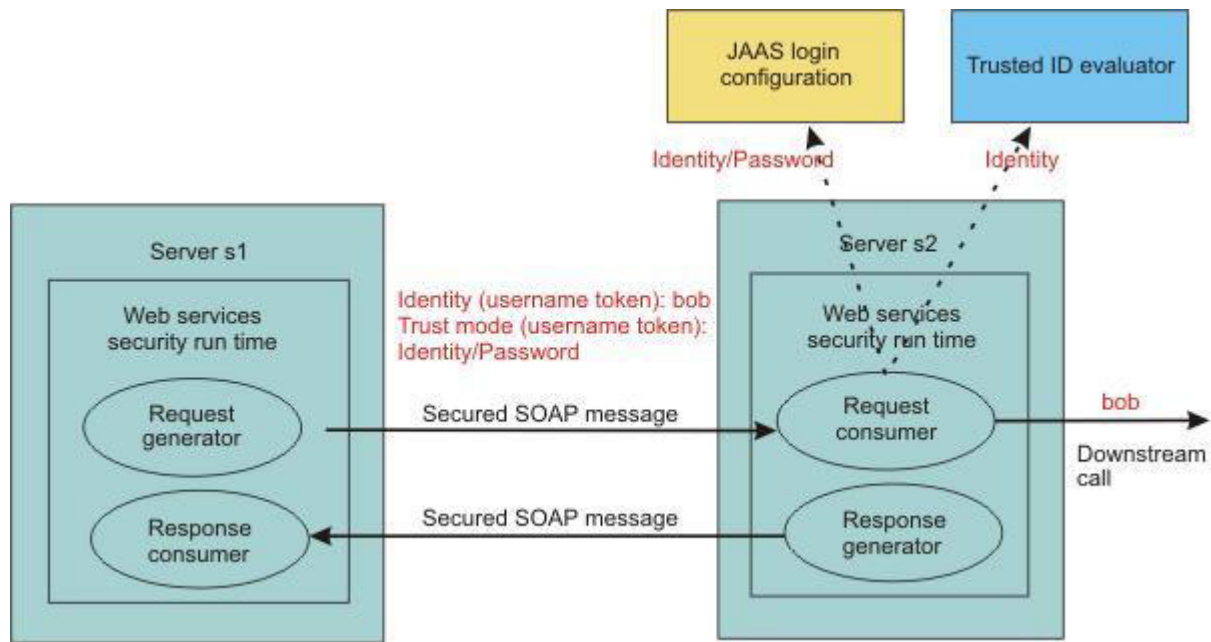 JAAS login
configuration
Trusted ID evaluator
Identity/Password
Identity
Server s1
Web services
security run time
Request
generator
Response
consumer
Identity (username token): bob
Trust mode (username token):
Identity/Password
Secured SOAP message
Secured SOAP message
Server s2
Web services
security run time
Request
consumer
Response
generator
bob
Downstream
call